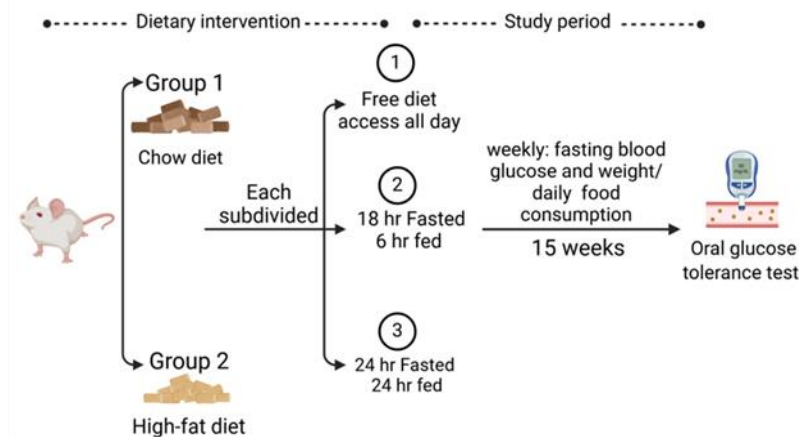 Dietary intervention
Study period
Group 1
Chow diet
Each
subdivided
Group 2
High-fat diet
1
Free diet
access all day
2
18 hr Fasted
6 hr fed
3
24 hr Fasted
24 hr fed
weekly: fasting blood
glucose and weight/
daily food
consumption
15 weeks
Oral glucose
tolerance test